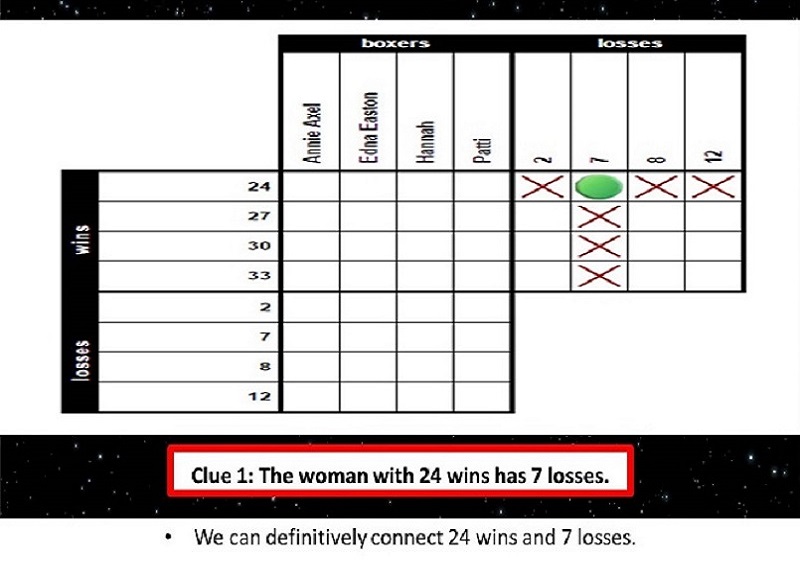 boxers losses
Annie Axel Edna Easton Hannah Patti 2 7 8 12
wins
24
27
30
33
losses
2
7
8
12
Clue 1: The woman with 24 wins has 7 losses.
• We can definitively connect 24 wins and 7 losses.